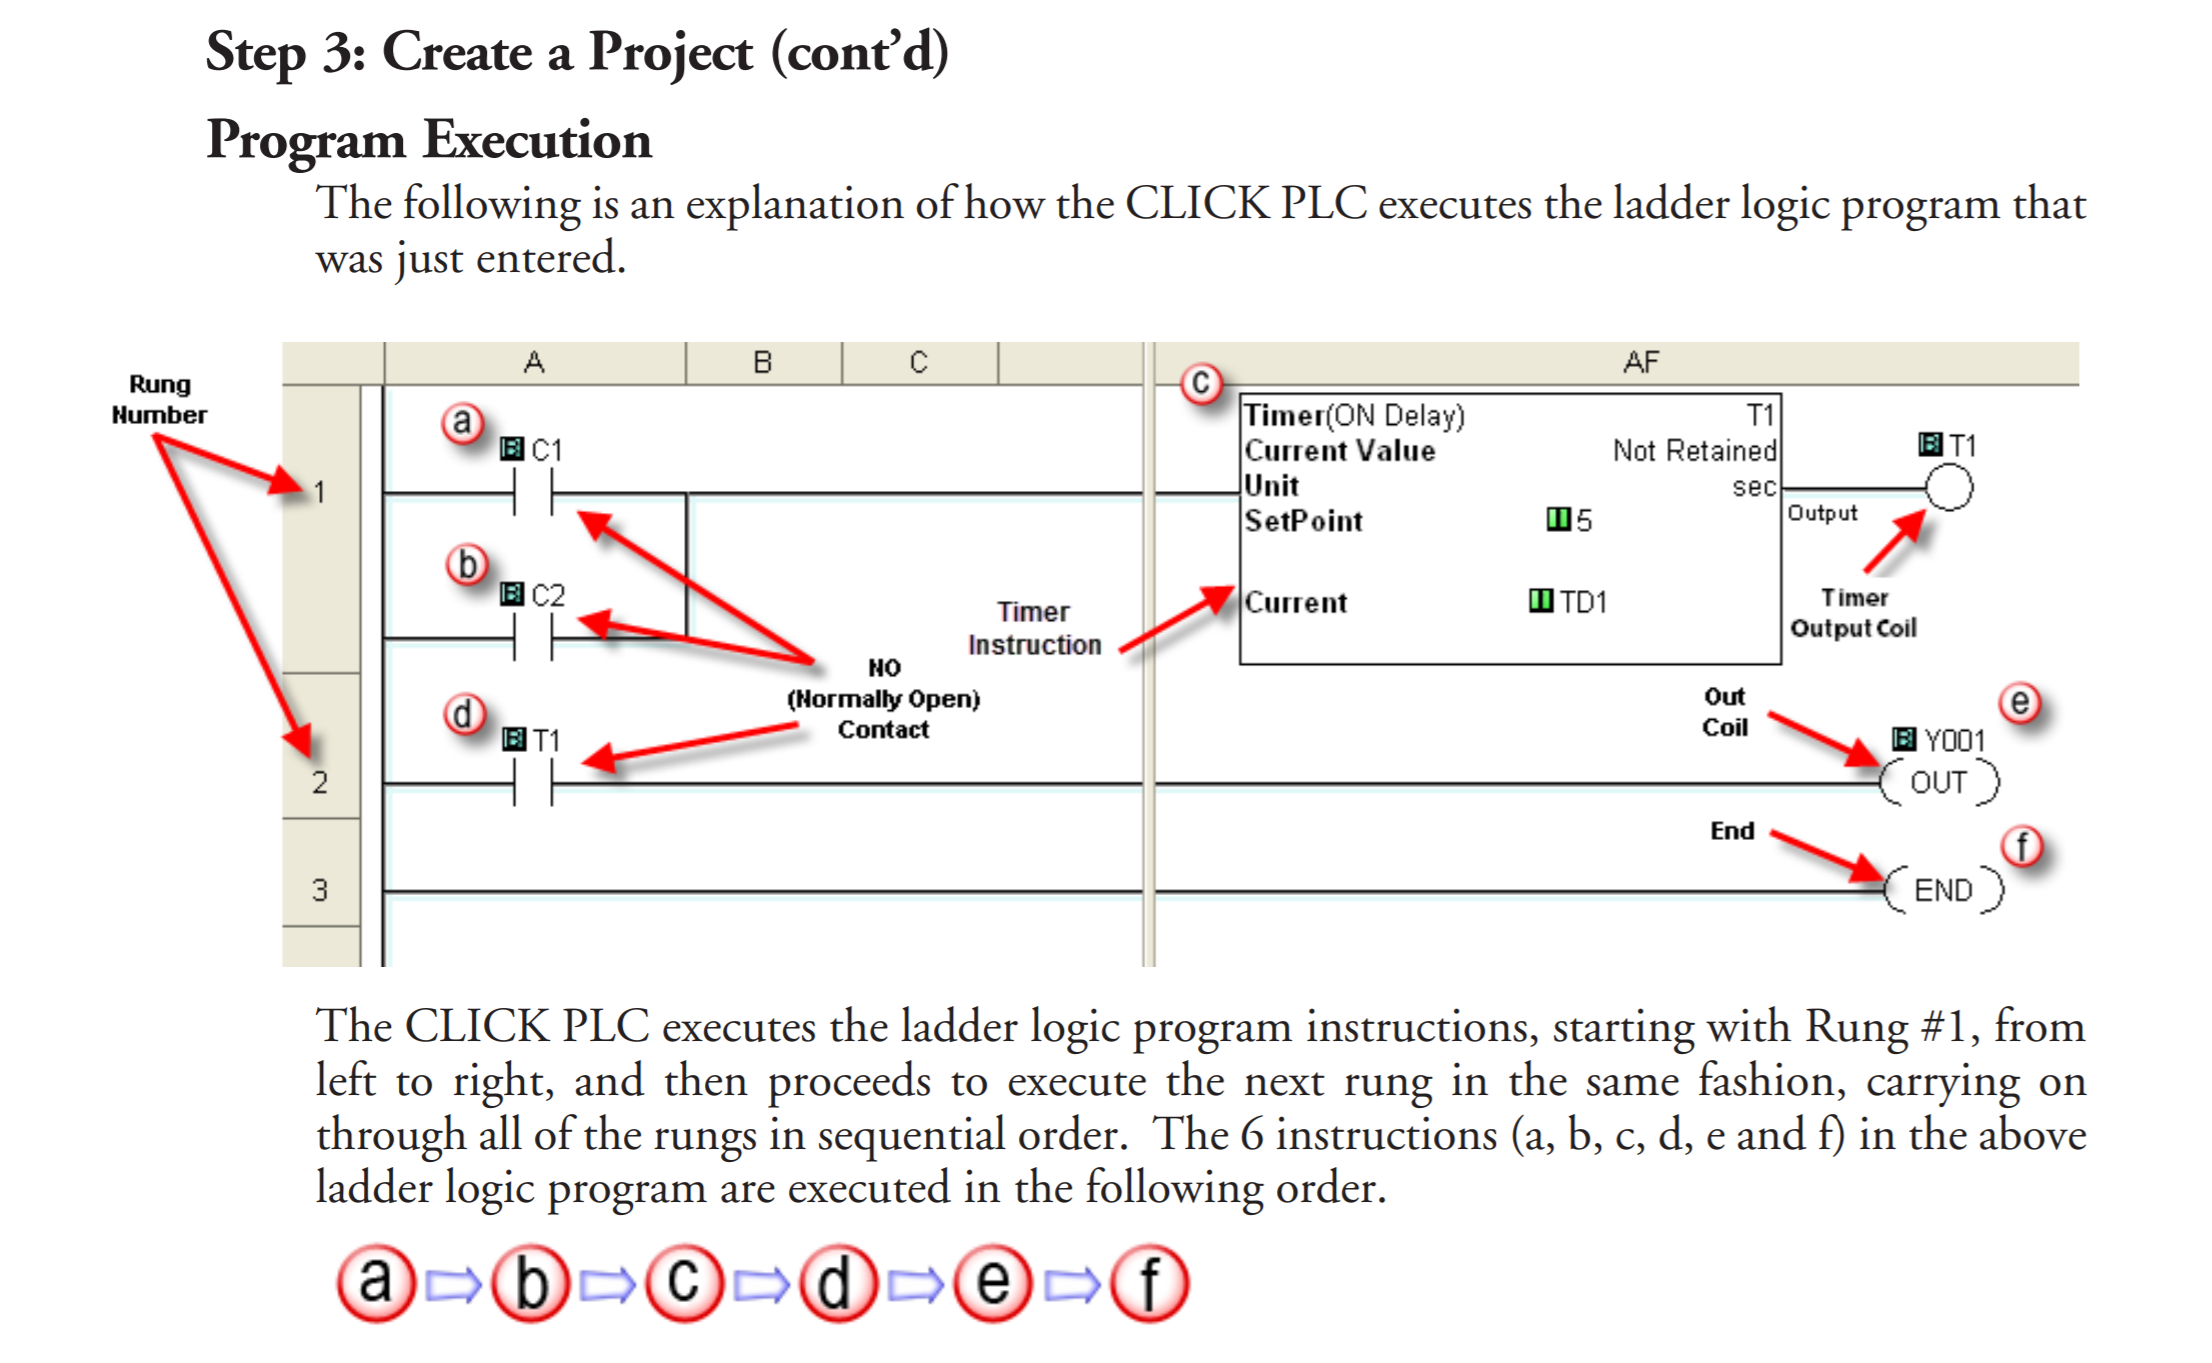 Step 3: Create a Project (cont’d)
Program Execution
The following is an explanation of how the CLICK PLC executes the ladder logic program that
was just entered.
A B C AF
Rung
Number
a
B C1
1
b
B C2
c
Timer(ON Delay) T1
Current Value Not Retained
Unit sec
SetPoint 5
Current TD1
Output
B T1
Timer
Output Coil
Timer
Instruction
NO
(Normally Open)
Contact
d
B T1
2
Out
Coil
e
B Y001
OUT
End
f
3
END
The CLICK PLC executes the ladder logic program instructions, starting with Rung #1, from
left to right, and then proceeds to execute the next rung in the same fashion, carrying on
through all of the rungs in sequential order. The 6 instructions (a, b, c, d, e and f) in the above
ladder logic program are executed in the following order.
a b c d e f